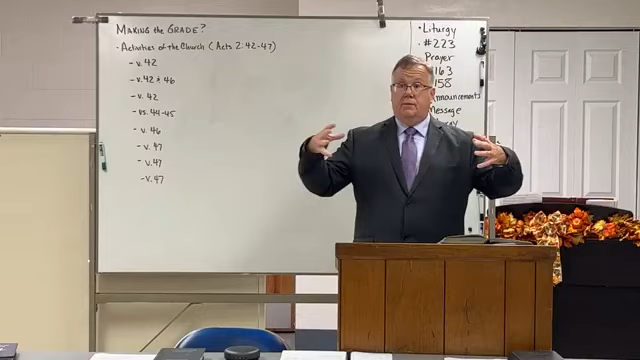 MAKING THE GRADE?
- Activities of the Church (Acts 2:42-47)
- v. 42
- v.42 & 46
- v. 42
- vs. 44-45
- v. 46
- v. 47
- v. 47
- v. 47
• Liturgy
• #223
Prayer
163
158
Announcements
Message